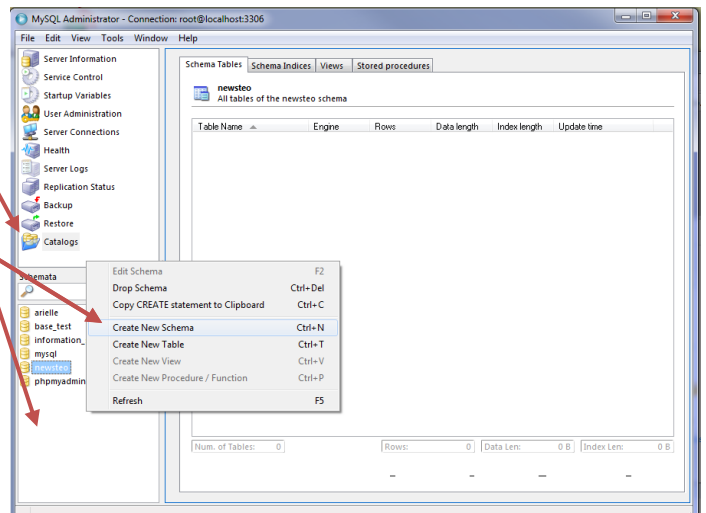 MySQL Administrator - Connection: root@localhost:3306
File Edit View Tools Window Help
Server Information
Service Control
Startup Variables
User Administration
Server Connections
Health
Server Logs
Replication Status
Backup
Restore
Catalogs
Schemata
arielle
base_test
information_
mysql
newsteo
phpmyadmin
Edit Schema F2
Drop Schema Ctrl+Del
Copy CREATE statement to Clipboard Ctrl+C
Create New Schema Ctrl+N
Create New Table Ctrl+T
Create New View Ctrl+V
Create New Procedure / Function Ctrl+P
Refresh F5
Schema Tables Schema Indices Views Stored procedures
newsteo
All tables of the newsteo schema
Table Name Engine Rows Data length Index length Update time
Num. of Tables: 0 Rows: 0 Data Len: 0 B Index Len: 0 B
– – — –